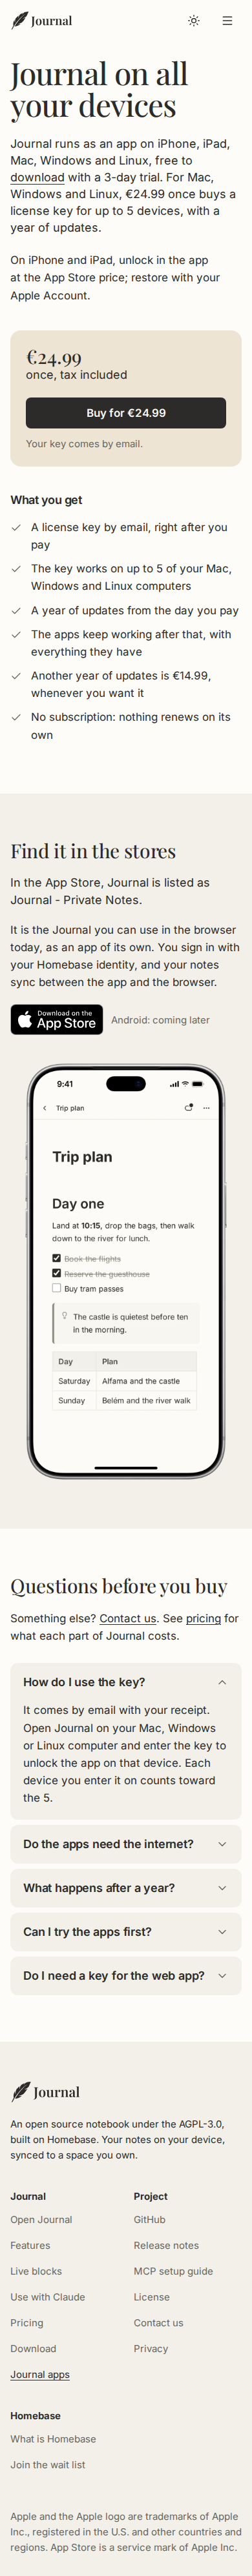 Journal
Journal on all
your devices
Journal runs as an app on iPhone, iPad,
Mac, Windows and Linux, free to
download with a 3-day trial. For Mac,
Windows and Linux, €24.99 once buys a
license key for up to 5 devices, with a
year of updates.
On iPhone and iPad, unlock in the app
at the App Store price; restore with your
Apple Account.
€24.99
once, tax included
Buy for €24.99
Your key comes by email.
What you get
A license key by email, right after you
pay
The key works on up to 5 of your Mac,
Windows and Linux computers
A year of updates from the day you pay
The apps keep working after that, with
everything they have
Another year of updates is €14.99,
whenever you want it
No subscription: nothing renews on its
own
Find it in the stores
In the App Store, Journal is listed as
Journal - Private Notes.
It is the Journal you can use in the browser
today, as an app of its own. You sign in with
your Homebase identity, and your notes
sync between the app and the browser.
Download on the
App Store
Android: coming later
9:41
Trip plan
Trip plan
Day one
Land at 10:15, drop the bags, then walk
down to the river for lunch.
Book the flights
Reserve the guesthouse
Buy tram passes
The castle is quietest before ten
in the morning.
Day Plan
Saturday Alfama and the castle
Sunday Belém and the river walk
Questions before you buy
Something else? Contact us. See pricing for
what each part of Journal costs.
How do I use the key?
It comes by email with your receipt.
Open Journal on your Mac, Windows
or Linux computer and enter the key to
unlock the app on that device. Each
device you enter it on counts toward
the 5.
Do the apps need the internet?
What happens after a year?
Can I try the apps first?
Do I need a key for the web app?
Journal
An open source notebook under the AGPL-3.0,
built on Homebase. Your notes on your device,
synced to a space you own.
Journal
Open Journal
Features
Live blocks
Use with Claude
Pricing
Download
Journal apps
Project
GitHub
Release notes
MCP setup guide
License
Contact us
Privacy
Homebase
What is Homebase
Join the wait list
Apple and the Apple logo are trademarks of Apple
Inc., registered in the U.S. and other countries and
regions. App Store is a service mark of Apple Inc.